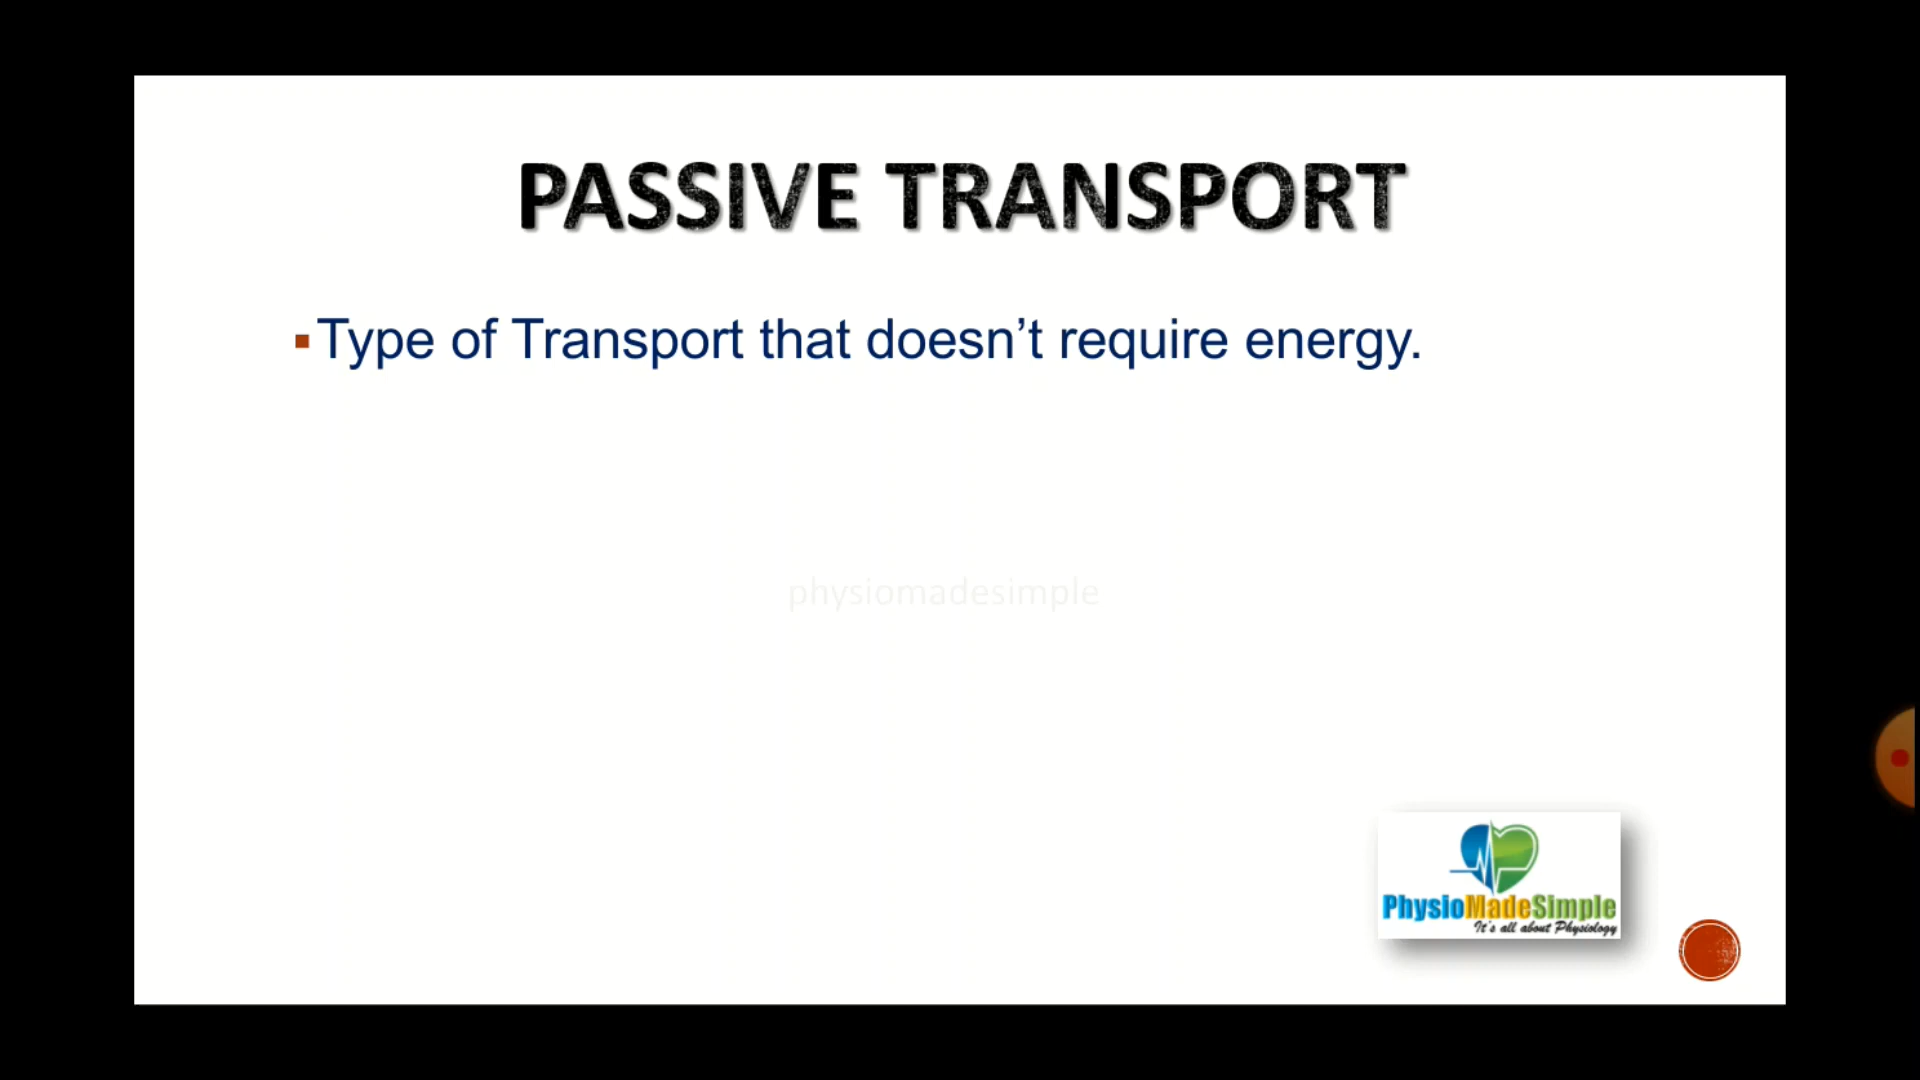 PASSIVE TRANSPORT
▪Type of Transport that doesn’t require energy.
physiomadesimple
PhysioMadeSimple
It's all about Physiology